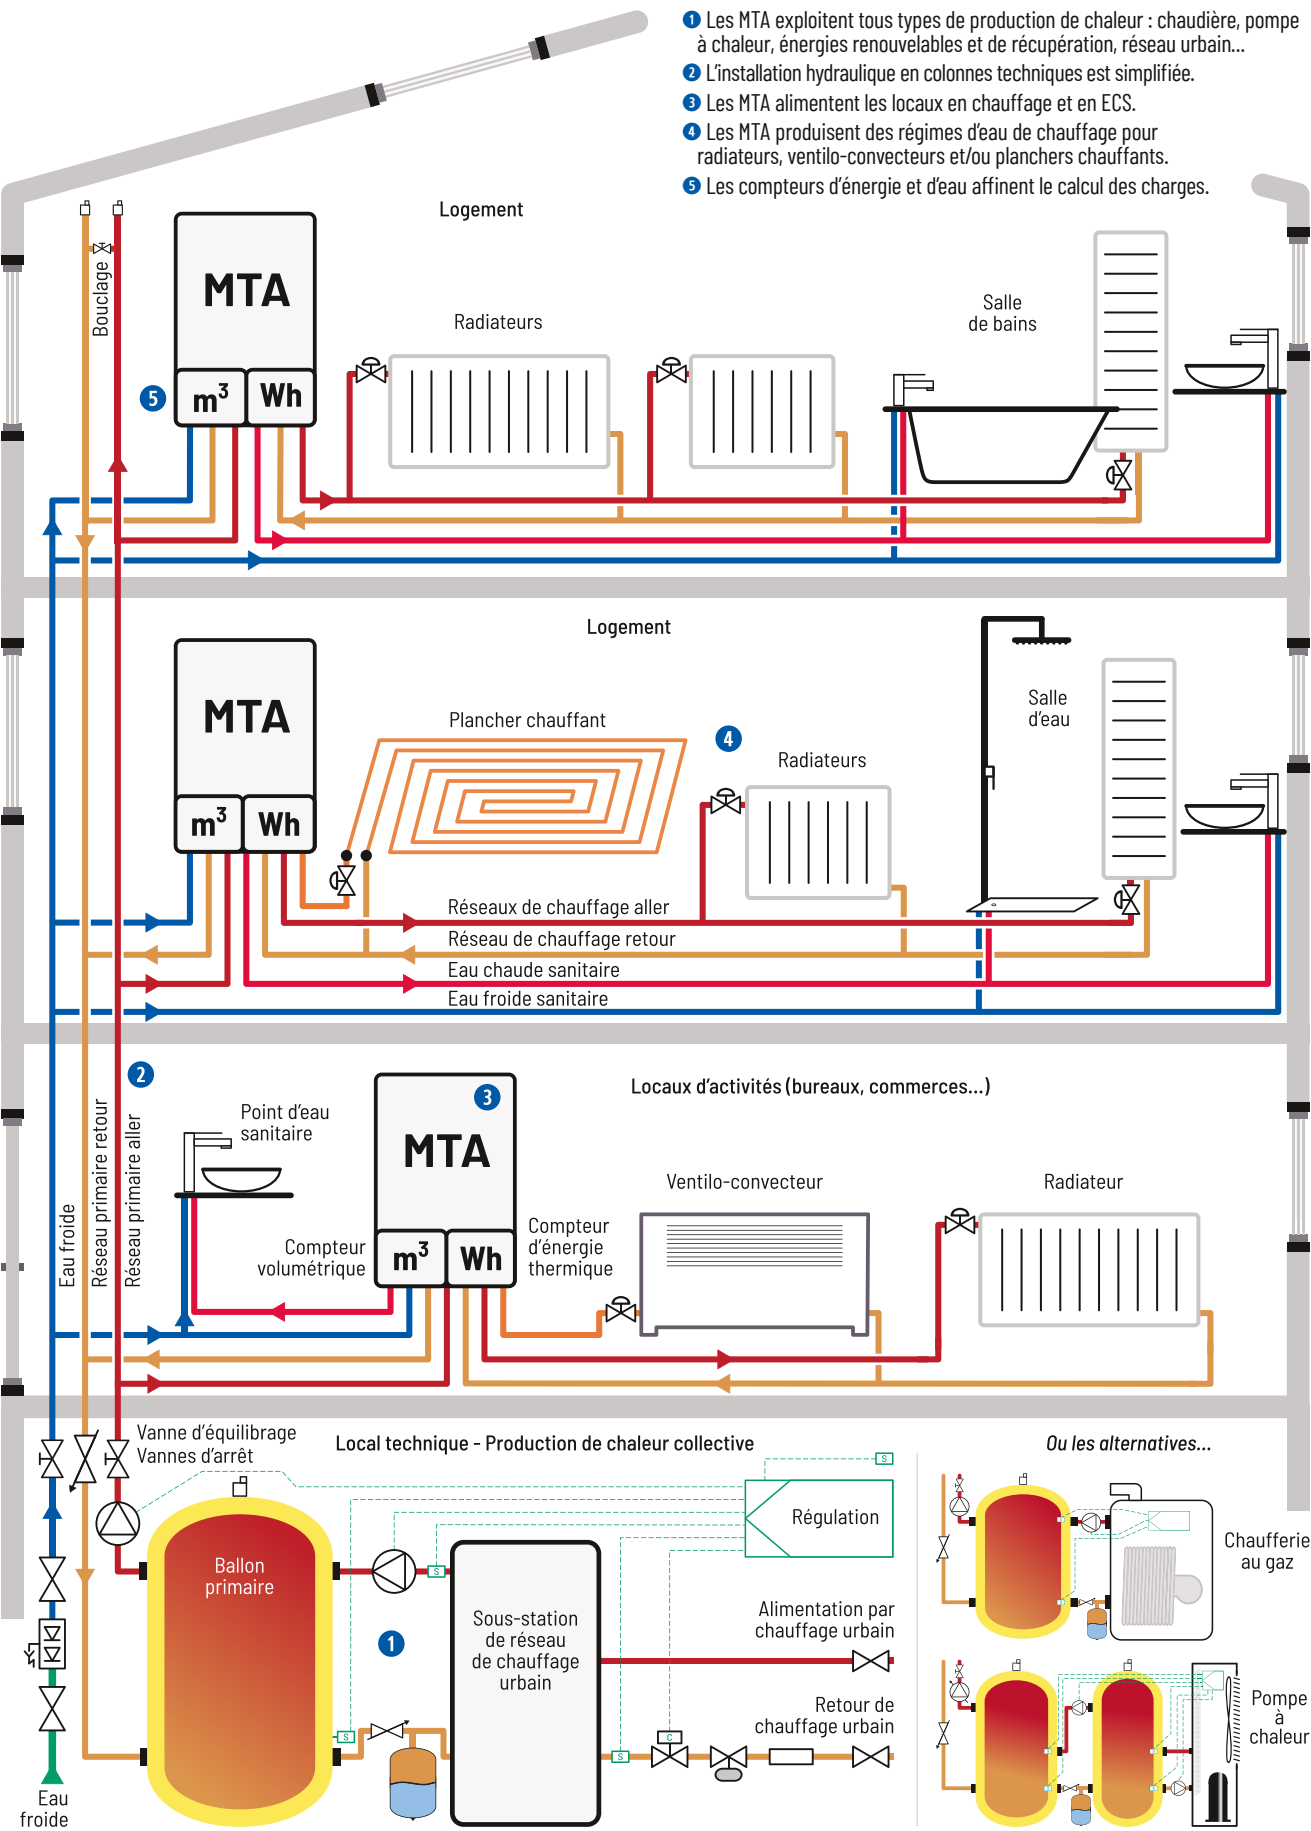 1 Les MTA exploitent tous types de production de chaleur : chaudière, pompe
à chaleur, énergies renouvelables et de récupération, réseau urbain...
2 L'installation hydraulique en colonnes techniques est simplifiée.
3 Les MTA alimentent les locaux en chauffage et en ECS.
4 Les MTA produisent des régimes d'eau de chauffage pour
radiateurs, ventilo-convecteurs et/ou planchers chauffants.
5 Les compteurs d'énergie et d'eau affinent le calcul des charges.
Logement
Bouclage
MTA
m³
Wh
5
Radiateurs
Salle
de bains
Logement
MTA
m³
Wh
Plancher chauffant
4
Radiateurs
Salle
d'eau
Réseaux de chauffage aller
Réseau de chauffage retour
Eau chaude sanitaire
Eau froide sanitaire
2
Eau froide
Réseau primaire retour
Réseau primaire aller
Locaux d'activités (bureaux, commerces...)
Point d'eau
sanitaire
3
MTA
m³
Wh
Compteur
volumétrique
Compteur
d'énergie
thermique
Ventilo-convecteur
Radiateur
Vanne d'équilibrage
Vannes d'arrêt
Local technique - Production de chaleur collective
Ou les alternatives...
S
Régulation
Ballon
primaire
S
1
Sous-station
de réseau
de chauffage
urbain
Alimentation par
chauffage urbain
Retour de
chauffage urbain
S
S
C
Eau
froide
Chaufferie
au gaz
Pompe
à
chaleur